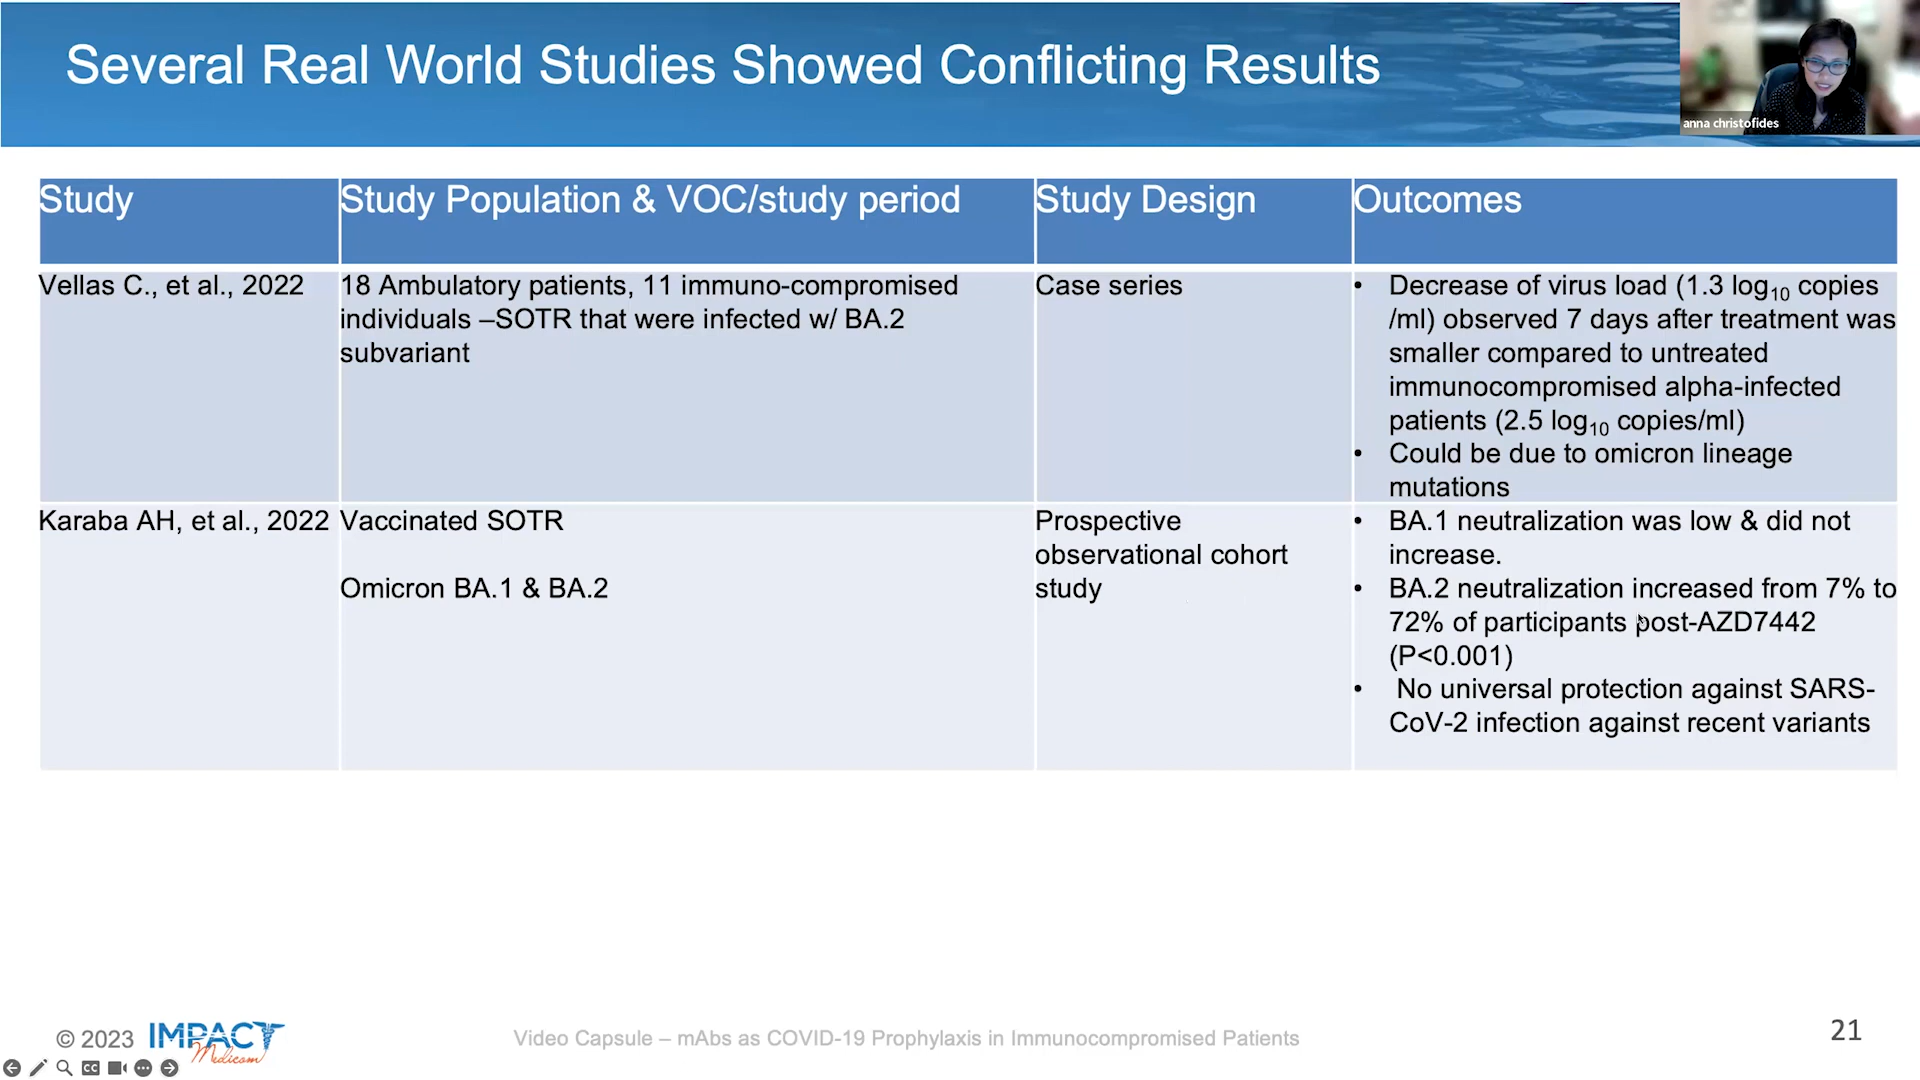 Several Real World Studies Showed Conflicting Results
anna christofides
Study
Study Population & VOC/study period
Study Design
Outcomes
Vellas C., et al., 2022
18 Ambulatory patients, 11 immuno-compromised
individuals –SOTR that were infected w/ BA.2
subvariant
Case series
• Decrease of virus load (1.3 log10 copies
/ml) observed 7 days after treatment was
smaller compared to untreated
immunocompromised alpha-infected
patients (2.5 log10 copies/ml)
• Could be due to omicron lineage
mutations
Karaba AH, et al., 2022
Vaccinated SOTR
Omicron BA.1 & BA.2
Prospective
observational cohort
study
• BA.1 neutralization was low & did not
increase.
• BA.2 neutralization increased from 7% to
72% of participants post-AZD7442
(P<0.001)
• No universal protection against SARS-
CoV-2 infection against recent variants
© 2023 IMPACT
Medicom
Video Capsule – mAbs as COVID-19 Prophylaxis in Immunocompromised Patients
21
CC